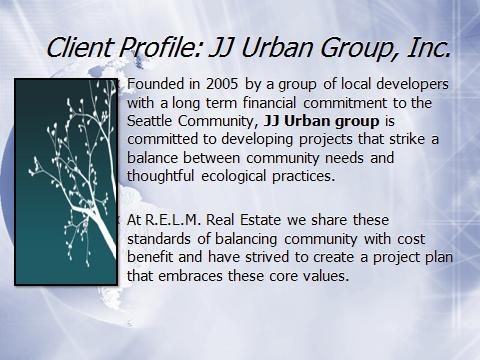 Client Profile: JJ Urban Group, Inc.
Founded in 2005 by a group of local developers
with a long term financial commitment to the
Seattle Community, JJ Urban group is
committed to developing projects that strike a
balance between community needs and
thoughtful ecological practices.
At R.E.L.M. Real Estate we share these
standards of balancing community with cost
benefit and have strived to create a project plan
that embraces these core values.